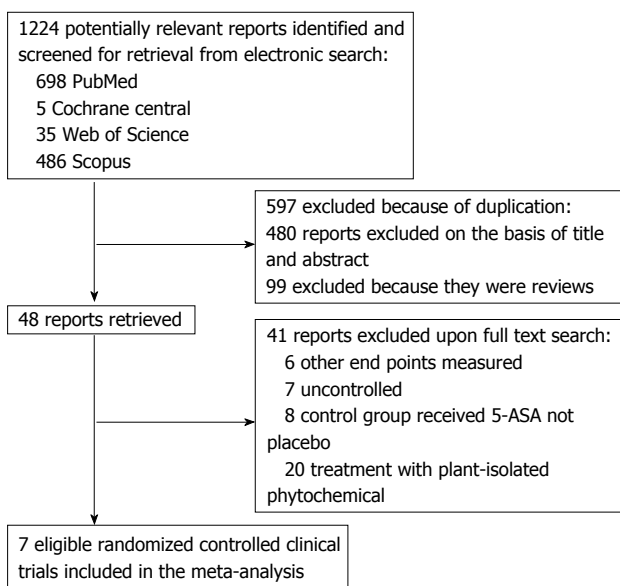 1224 potentially relevant reports identified and
screened for retrieval from electronic search:
698 PubMed
5 Cochrane central
35 Web of Science
486 Scopus
597 excluded because of duplication:
480 reports excluded on the basis of title
and abstract
99 excluded because they were reviews
48 reports retrieved
41 reports excluded upon full text search:
6 other end points measured
7 uncontrolled
8 control group received 5-ASA not
placebo
20 treatment with plant-isolated
phytochemical
7 eligible randomized controlled clinical
trials included in the meta-analysis